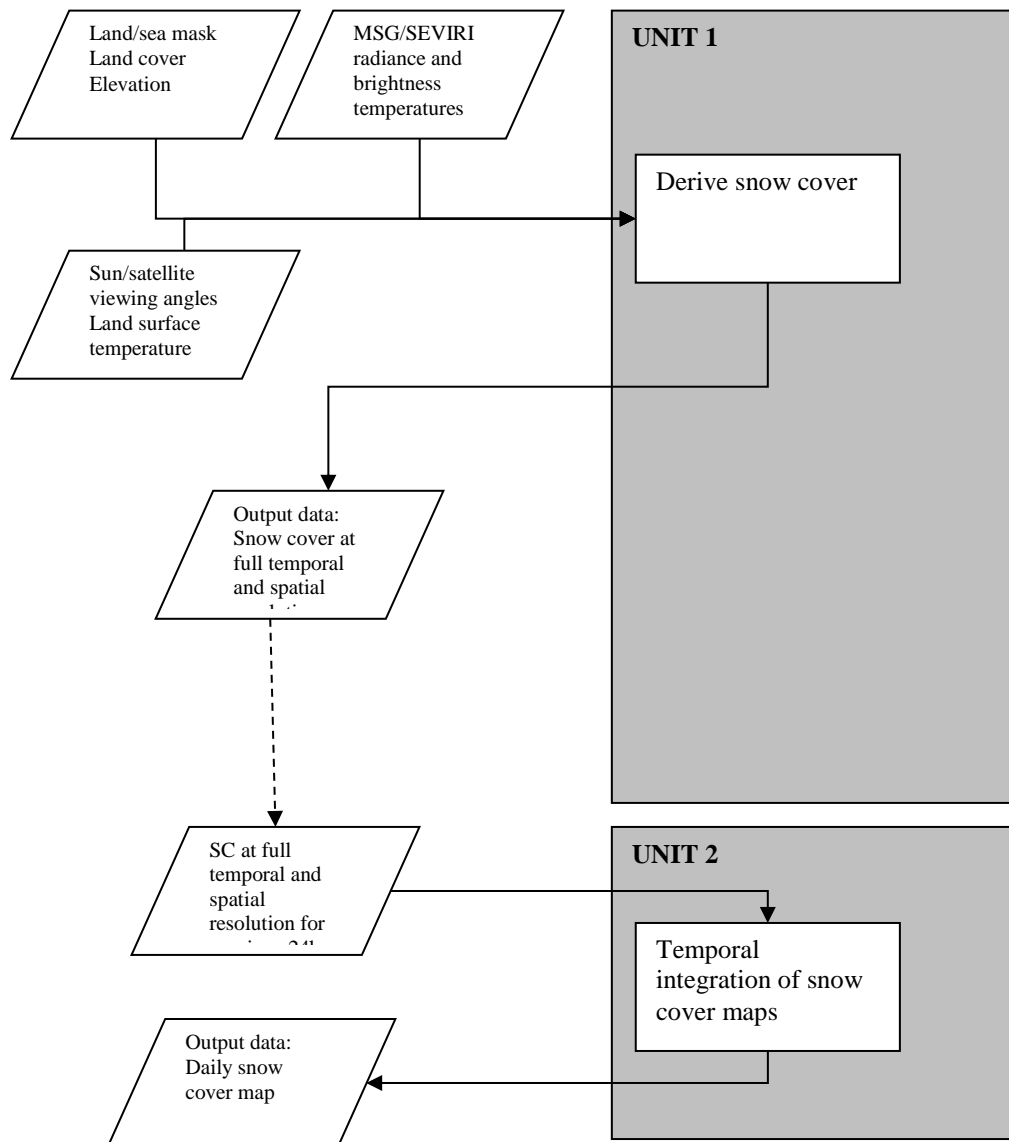 Land/sea mask
Land cover
Elevation
MSG/SEVIRI
radiance and
brightness
temperatures
UNIT 1
Derive snow cover
Sun/satellite
viewing angles
Land surface
temperature
Output data:
Snow cover at
full temporal
and spatial
SC at full
temporal and
spatial
resolution for
24h
UNIT 2
Temporal
integration of snow
cover maps
Output data:
Daily snow
cover map